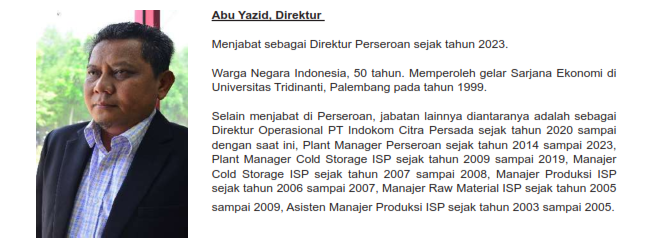 Abu Yazid, Direktur
Menjabat sebagai Direktur Perseroan sejak tahun 2023.
Warga Negara Indonesia, 50 tahun. Memperoleh gelar Sarjana Ekonomi di
Universitas Tridinanti, Palembang pada tahun 1999.
Selain menjabat di Perseroan, jabatan lainnya diantaranya adalah sebagai
Direktur Operasional PT Indokom Citra Persada sejak tahun 2020 sampai
dengan saat ini, Plant Manager Perseroan sejak tahun 2014 sampai 2023,
Plant Manager Cold Storage ISP sejak tahun 2009 sampai 2019, Manajer
Cold Storage ISP sejak tahun 2007 sampai 2008, Manajer Produksi ISP
sejak tahun 2006 sampai 2007, Manajer Raw Material ISP sejak tahun 2005
sampai 2009, Asisten Manajer Produksi ISP sejak tahun 2003 sampai 2005.